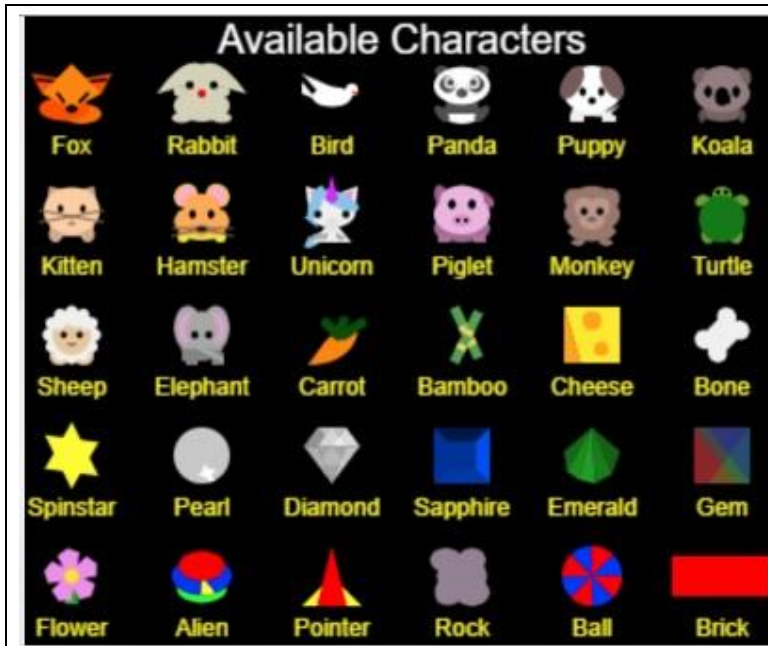 Available Characters
Fox Rabbit Bird Panda Puppy Koala
Kitten Hamster Unicorn Piglet Monkey Turtle
Sheep Elephant Carrot Bamboo Cheese Bone
Spinstar Pearl Diamond Sapphire Emerald Gem
Flower Alien Pointer Rock Ball Brick